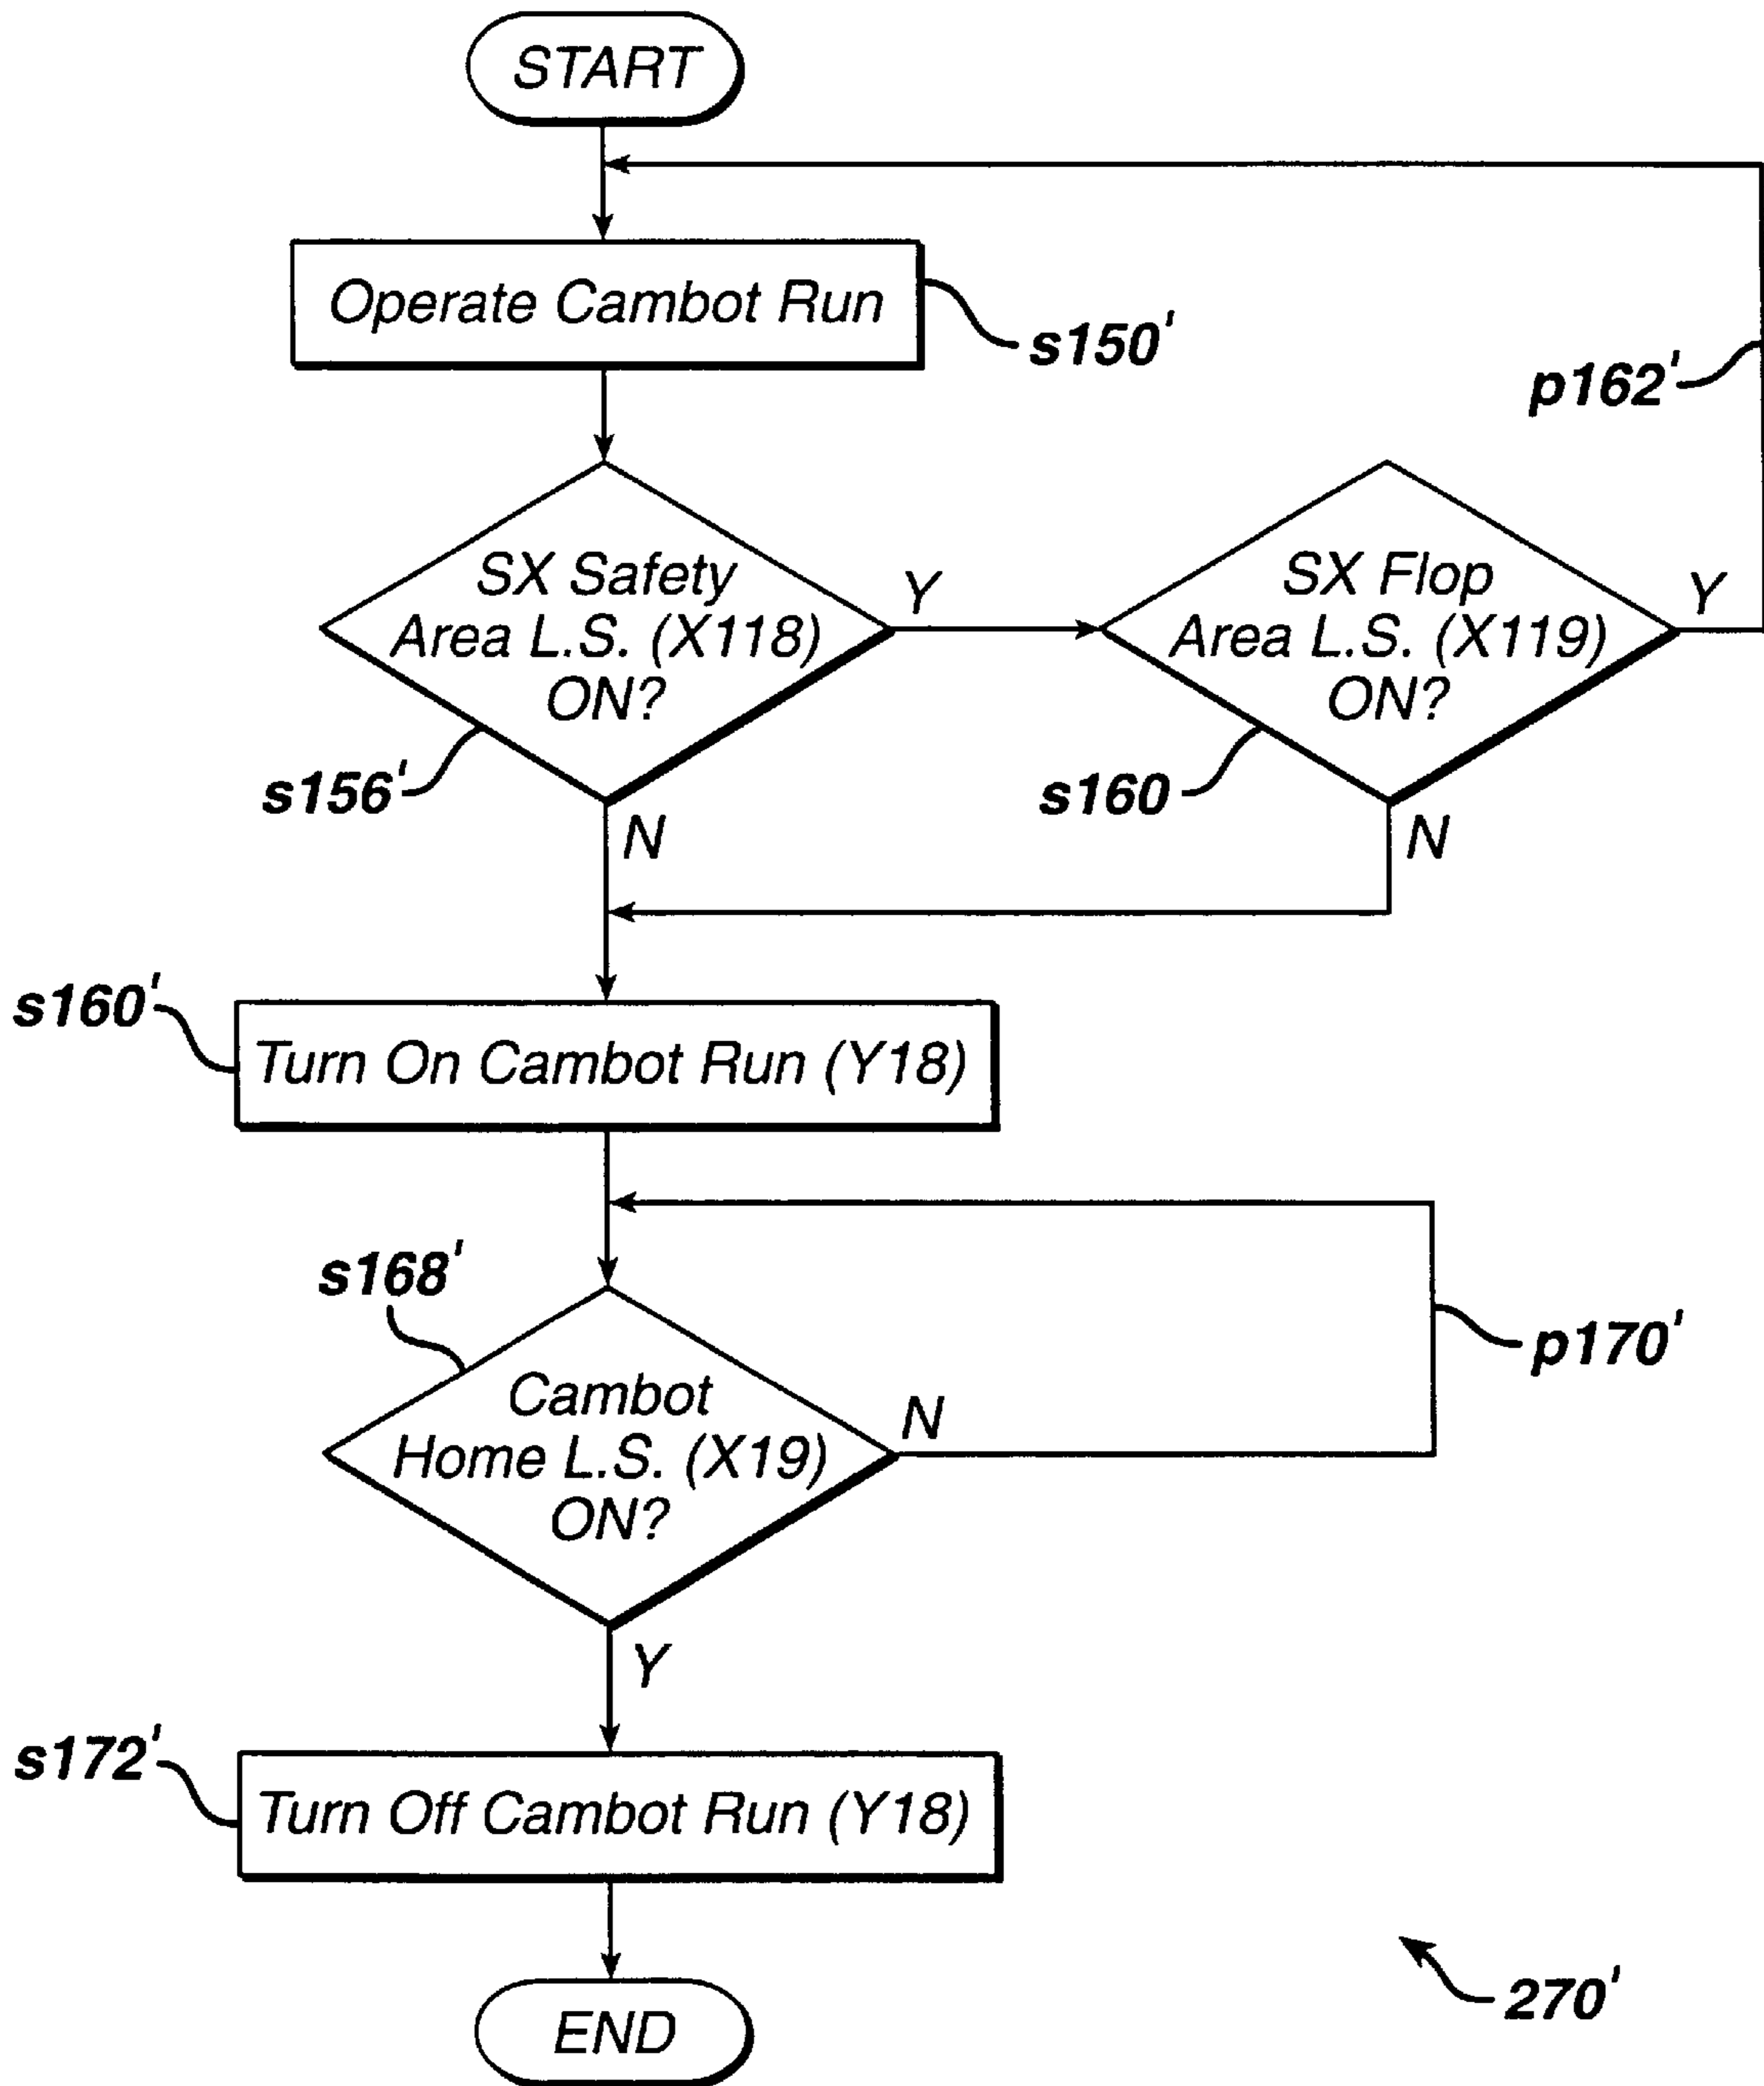 START
Operate Cambot Run
s150'
p162'
SX Safety
Area L.S. (X118)
ON?
Y
SX Flop
Area L.S. (X119)
ON?
Y
s156'
s160
N
N
s160'
Turn On Cambot Run (Y18)
s168'
p170'
Cambot
Home L.S. (X19)
ON?
N
Y
s172'
Turn Off Cambot Run (Y18)
END
270'